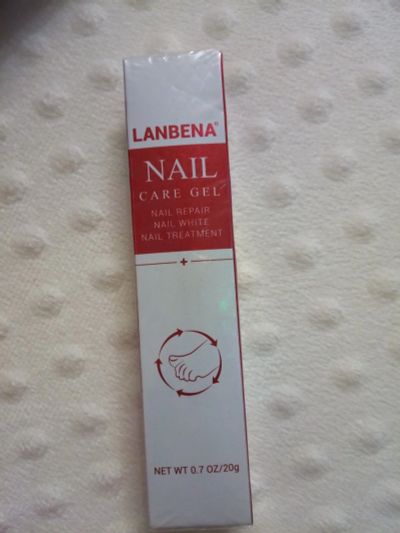 LANBENA®
NAIL
CARE GEL
NAIL REPAIR
NAIL WHITE
NAIL TREATMENT
NET WT 0.7 OZ/20g